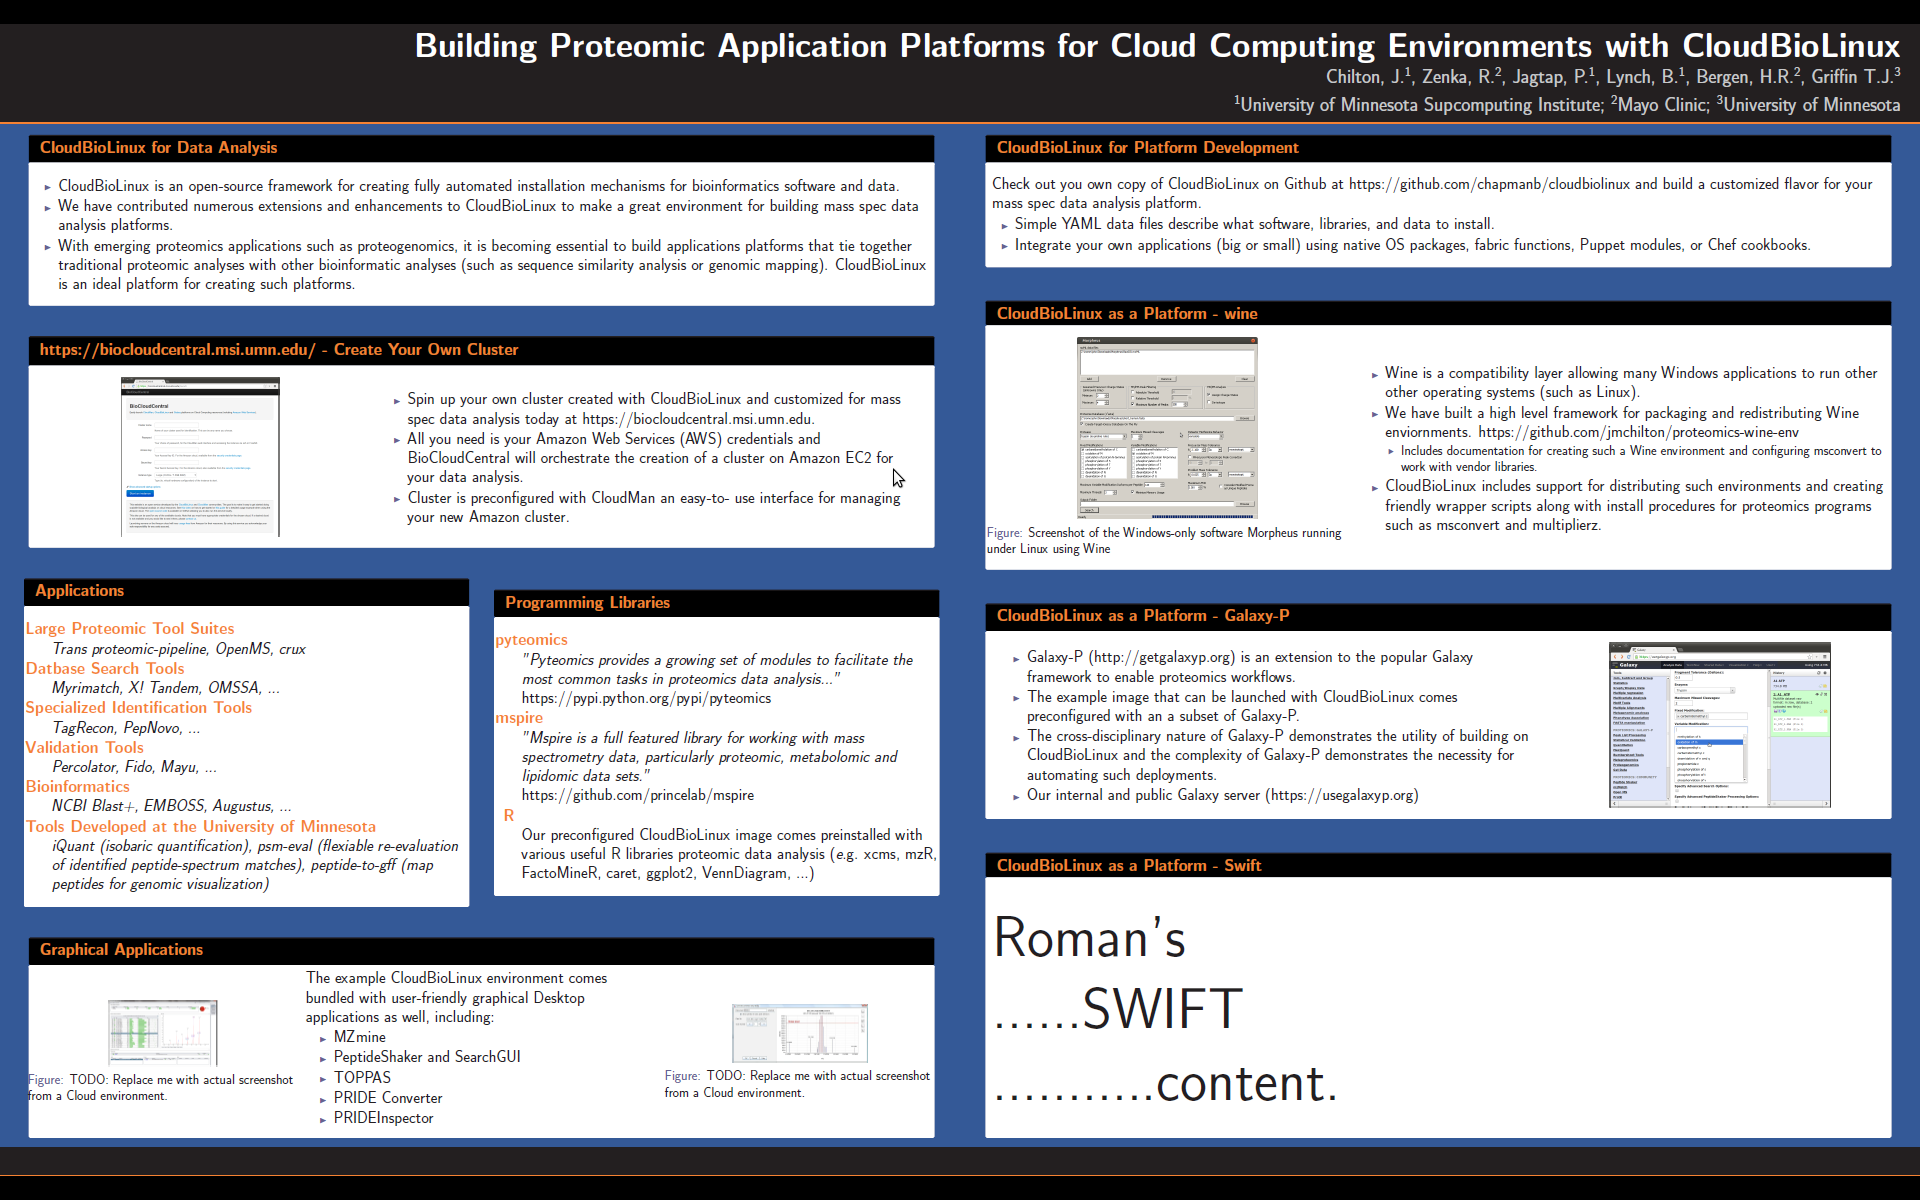 Building Proteomic Application Platforms for Cloud Computing Environments with CloudBioLinux
Chilton, J.1, Zenka, R.2, Jagtap, P.1, Lynch, B.1, Bergen, H.R.2, Griffin T.J.3
1University of Minnesota Supcomputing Institute; 2Mayo Clinic; 3University of Minnesota
CloudBioLinux for Data Analysis
► CloudBioLinux is an open-source framework for creating fully automated installation mechanisms for bioinformatics software and data.
► We have contributed numerous extensions and enhancements to CloudBioLinux to make a great environment for building mass spec data
analysis platforms.
► With emerging proteomics applications such as proteogenomics, it is becoming essential to build applications platforms that tie together
traditional proteomic analyses with other bioinformatic analyses (such as sequence similarity analysis or genomic mapping). CloudBioLinux
is an ideal platform for creating such platforms.
https://biocloudcentral.msi.umn.edu/ - Create Your Own Cluster
BioCloudCentral
► Spin up your own cluster created with CloudBioLinux and customized for mass
spec data analysis today at https://biocloudcentral.msi.umn.edu.
► All you need is your Amazon Web Services (AWS) credentials and
BioCloudCentral will orchestrate the creation of a cluster on Amazon EC2 for
your data analysis.
► Cluster is preconfigured with CloudMan an easy-to- use interface for managing
your new Amazon cluster.
Applications
Large Proteomic Tool Suites
Trans proteomic-pipeline, OpenMS, crux
Datbase Search Tools
Myrimatch, X! Tandem, OMSSA, ...
Specialized Identification Tools
TagRecon, PepNovo, ...
Validation Tools
Percolator, Fido, Mayu, ...
Bioinformatics
NCBI Blast+, EMBOSS, Augustus, ...
Tools Developed at the University of Minnesota
iQuant (isobaric quantification), psm-eval (flexiable re-evaluation
of identified peptide-spectrum matches), peptide-to-gff (map
peptides for genomic visualization)
Programming Libraries
pyteomics
"Pyteomics provides a growing set of modules to facilitate the
most common tasks in proteomics data analysis..."
https://pypi.python.org/pypi/pyteomics
mspire
"Mspire is a full featured library for working with mass
spectrometry data, particularly proteomic, metabolomic and
lipidomic data sets."
https://github.com/princelab/mspire
R
Our preconfigured CloudBioLinux image comes preinstalled with
various useful R libraries proteomic data analysis (e.g. xcms, mzR,
FactoMineR, caret, ggplot2, VennDiagram, ...)
Graphical Applications
Figure: TODO: Replace me with actual screenshot
from a Cloud environment.
The example CloudBioLinux environment comes
bundled with user-friendly graphical Desktop
applications as well, including:
► MZmine
► PeptideShaker and SearchGUI
► TOPPAS
► PRIDE Converter
► PRIDEInspector
Figure: TODO: Replace me with actual screenshot
from a Cloud environment.
CloudBioLinux for Platform Development
Check out you own copy of CloudBioLinux on Github at https://github.com/chapmanb/cloudbiolinux and build a customized flavor for your
mass spec data analysis platform.
► Simple YAML data files describe what software, libraries, and data to install.
► Integrate your own applications (big or small) using native OS packages, fabric functions, Puppet modules, or Chef cookbooks.
CloudBioLinux as a Platform - wine
Morpheus
Figure: Screenshot of the Windows-only software Morpheus running
under Linux using Wine
► Wine is a compatibility layer allowing many Windows applications to run other
other operating systems (such as Linux).
► We have built a high level framework for packaging and redistributing Wine
enviornments. https://github.com/jmchilton/proteomics-wine-env
► Includes documentation for creating such a Wine environment and configuring msconvert to
work with vendor libraries.
► CloudBioLinux includes support for distributing such environments and creating
friendly wrapper scripts along with install procedures for proteomics programs
such as msconvert and multiplierz.
CloudBioLinux as a Platform - Galaxy-P
► Galaxy-P (http://getgalaxyp.org) is an extension to the popular Galaxy
framework to enable proteomics workflows.
► The example image that can be launched with CloudBioLinux comes
preconfigured with an a subset of Galaxy-P.
► The cross-disciplinary nature of Galaxy-P demonstrates the utility of building on
CloudBioLinux and the complexity of Galaxy-P demonstrates the necessity for
automating such deployments.
► Our internal and public Galaxy server (https://usegalaxyp.org)
Galaxy
CloudBioLinux as a Platform - Swift
Roman's
......SWIFT
...........content.